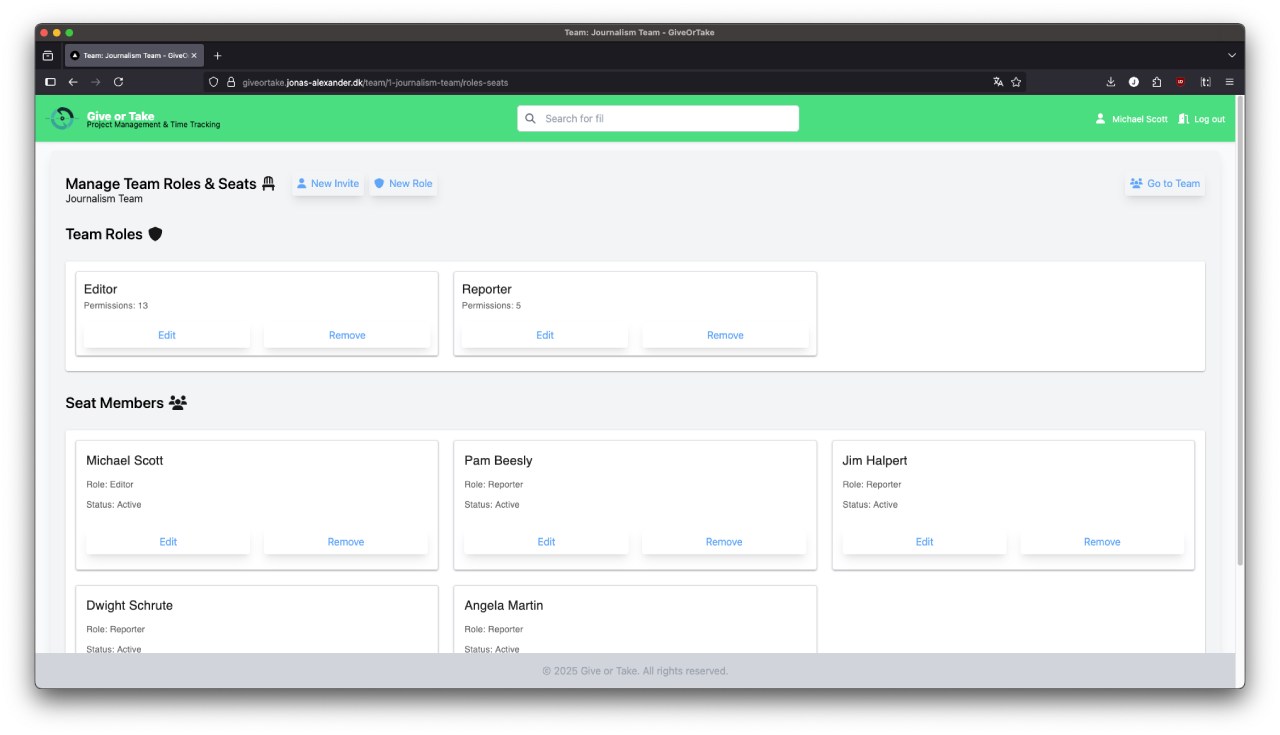 Team: Journalism Team - GiveOrTake
Team: Journalism Team - GiveO
giveortake.jonas-alexander.dk/team/1-journalism-team/roles-seats
Give or Take
Project Management & Time Tracking
Search for fil
Michael Scott
Log out
Manage Team Roles & Seats
New Invite
New Role
Go to Team
Journalism Team
Team Roles
Editor
Permissions: 13
Edit
Remove
Reporter
Permissions: 5
Edit
Remove
Seat Members
Michael Scott
Role: Editor
Status: Active
Edit
Remove
Pam Beesly
Role: Reporter
Status: Active
Edit
Remove
Jim Halpert
Role: Reporter
Status: Active
Edit
Remove
Dwight Schrute
Role: Reporter
Status: Active
Angela Martin
Role: Reporter
Status: Active
© 2025 Give or Take. All rights reserved.